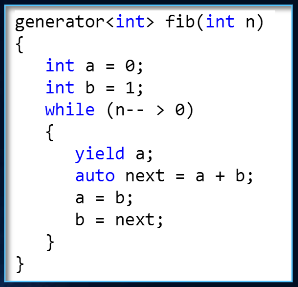 generator<int> fib(int n)
{
   int a = 0;
   int b = 1;
   while (n-- > 0)
   {
      yield a;
      auto next = a + b;
      a = b;
      b = next;
   }
}